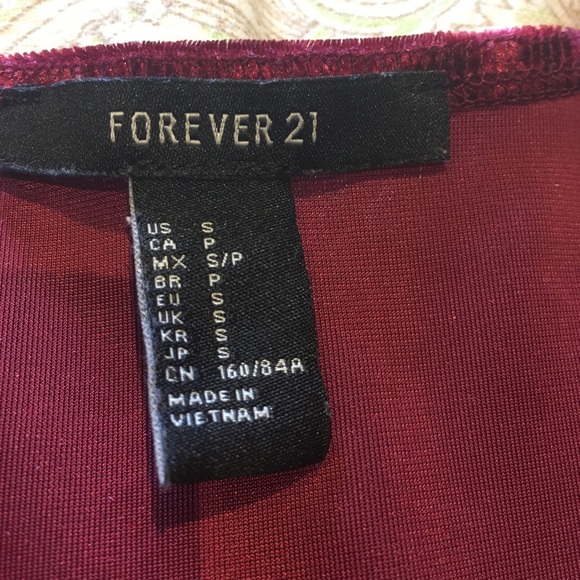 FOREVER 21
US S
CA P
MX S/P
BR P
EU S
UK S
KR S
JP S
CN 160/84A
MADE IN
VIETNAM